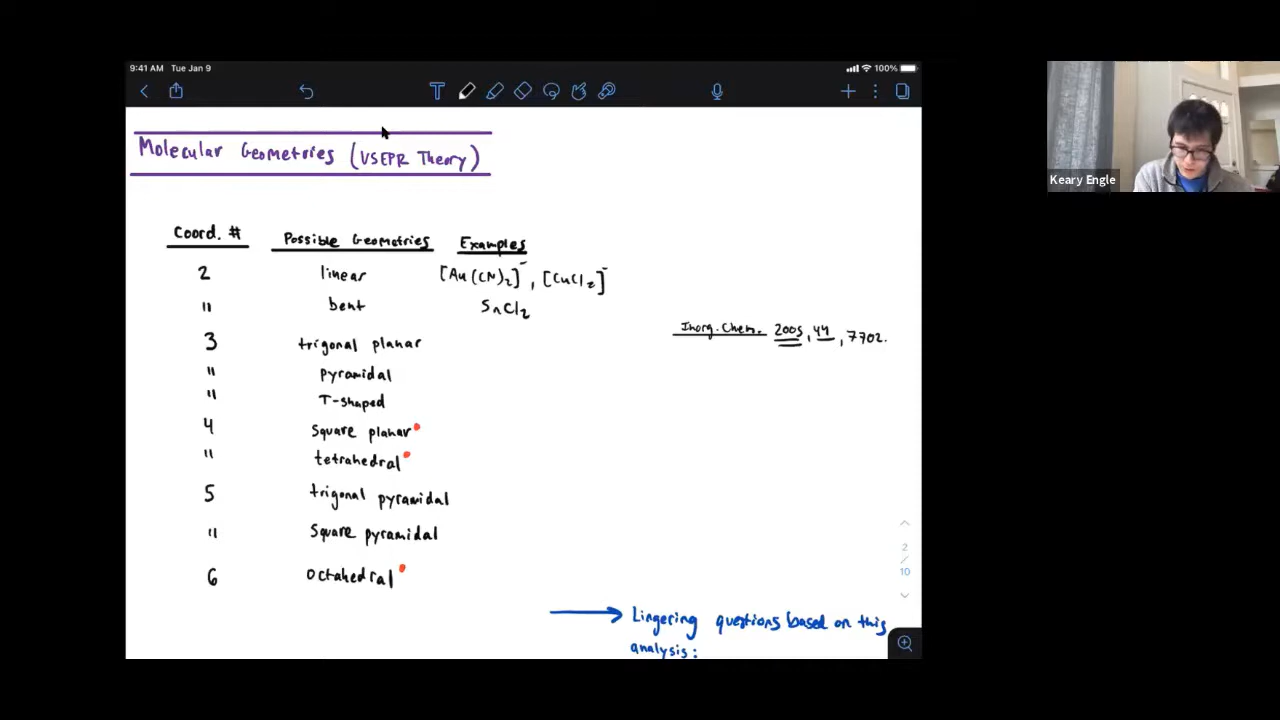 9:41 AM Tue Jan 9
100%
Molecular Geometries (VSEPR Theory)
Coord. # Possible Geometries Examples
2 linear [Au(CN)₂]⁻, [CuCl₂]⁻
" bent SnCl₂
Inorg. Chem. 2005, 44, 7702.
3 trigonal planar
" pyramidal
" T-shaped
4 square planar
" tetrahedral
5 trigonal pyramidal
" Square pyramidal
6 octahedral
2
/
10
→ Lingering questions based on this
analysis:
Keary Engle